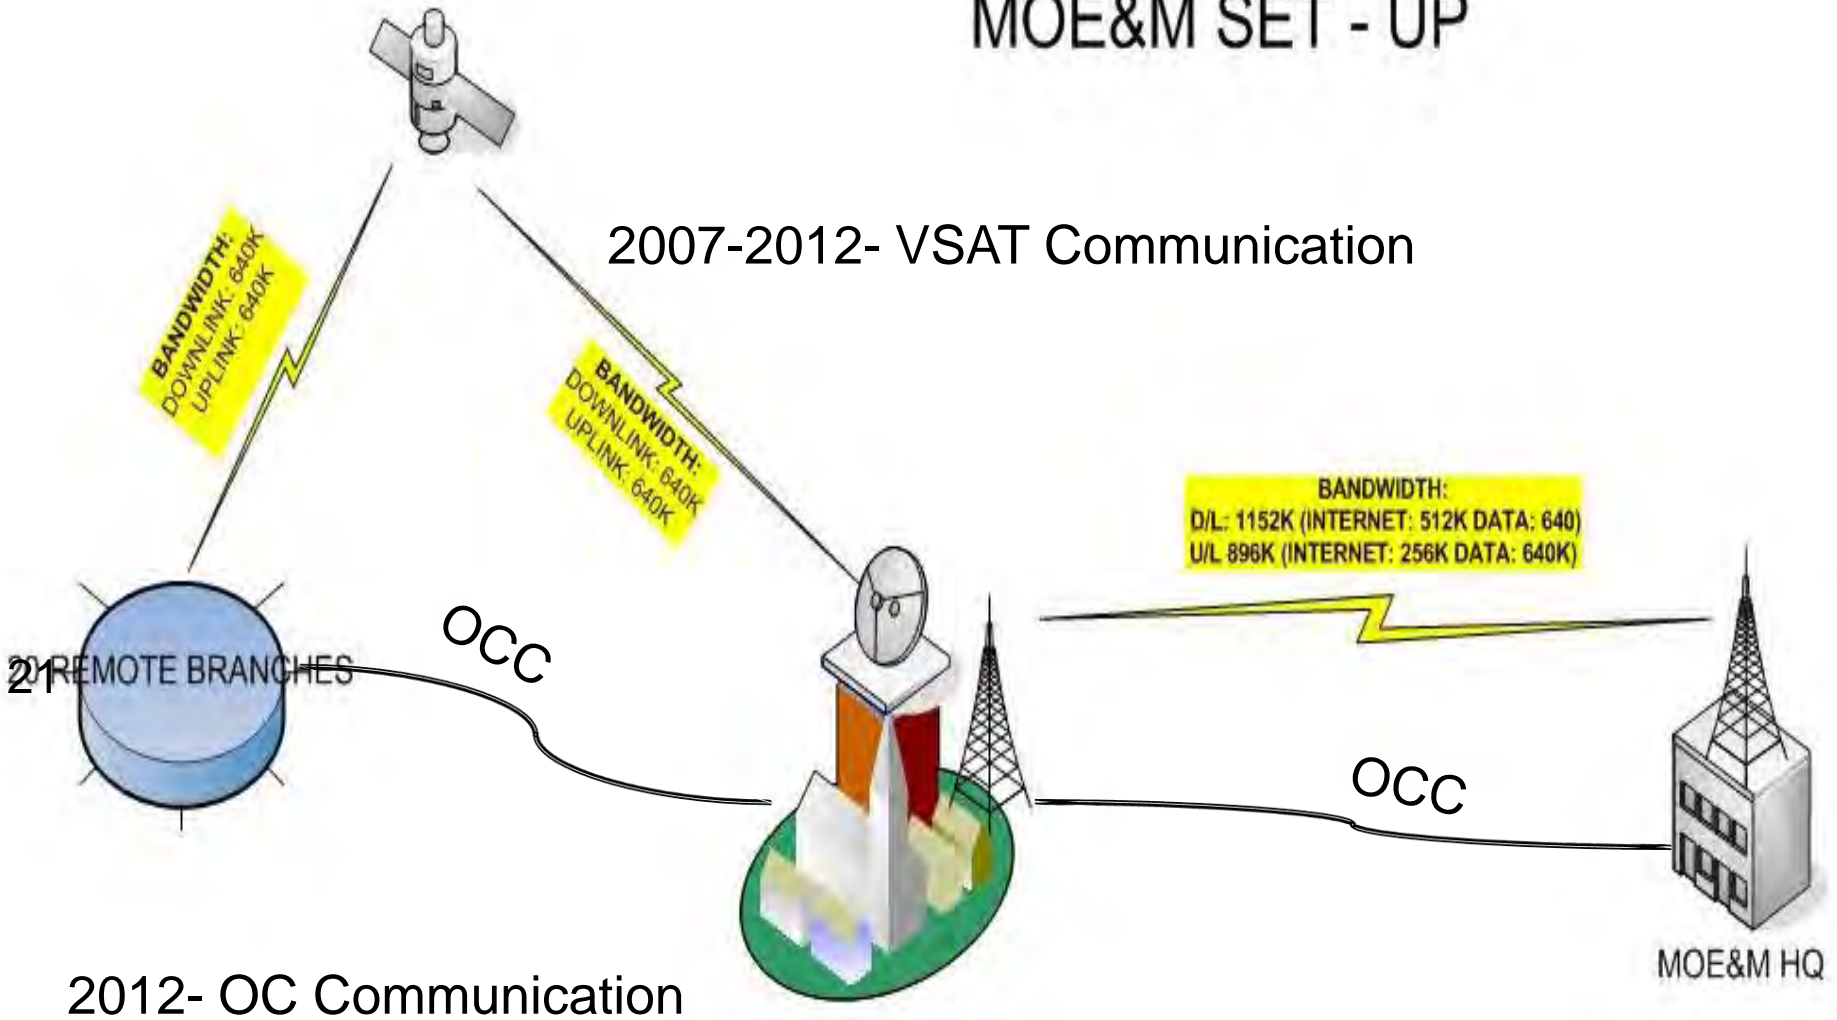 MOE&M SET - UP
2007-2012- VSAT Communication
BANDWIDTH:
DOWNLINK: 640K
UPLINK: 640K
BANDWIDTH:
DOWNLINK: 640K
UPLINK: 640K
BANDWIDTH:
D/L: 1152K (INTERNET: 512K DATA: 640)
U/L 896K (INTERNET: 256K DATA: 640K)
OCC
21 REMOTE BRANCHES
OCC
MOE&M HQ
2012- OC Communication